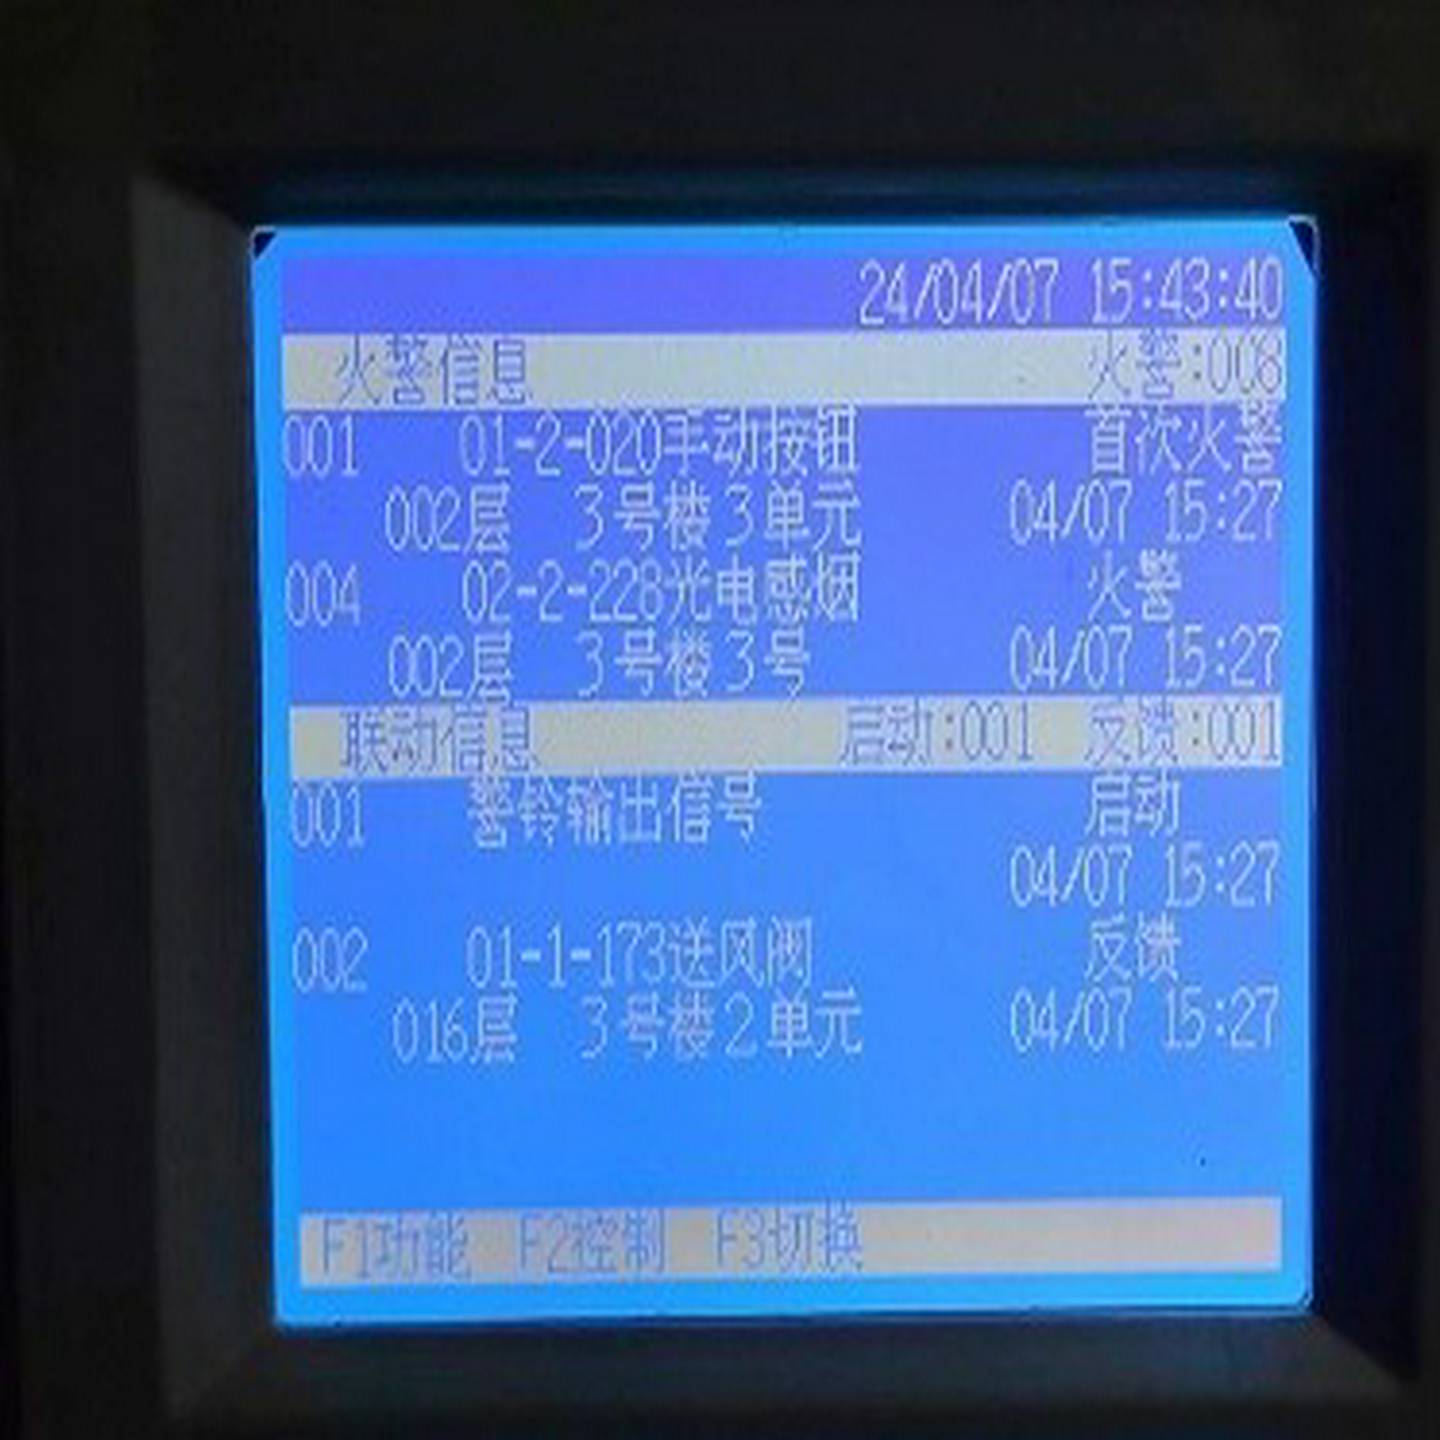 24/04/07 15:43:40
火警信息 火警:008
001 01-2-020手动按钮 首次火警
002层 3号楼3单元 04/07 15:27
004 02-2-228光电感烟 火警
002层 3号楼3号 04/07 15:27
联动信息 启动:001 反馈:001
001 警铃输出信号 启动
04/07 15:27
002 01-1-173送风阀 反馈
016层 3号楼2单元 04/07 15:27
F1功能 F2控制 F3切换